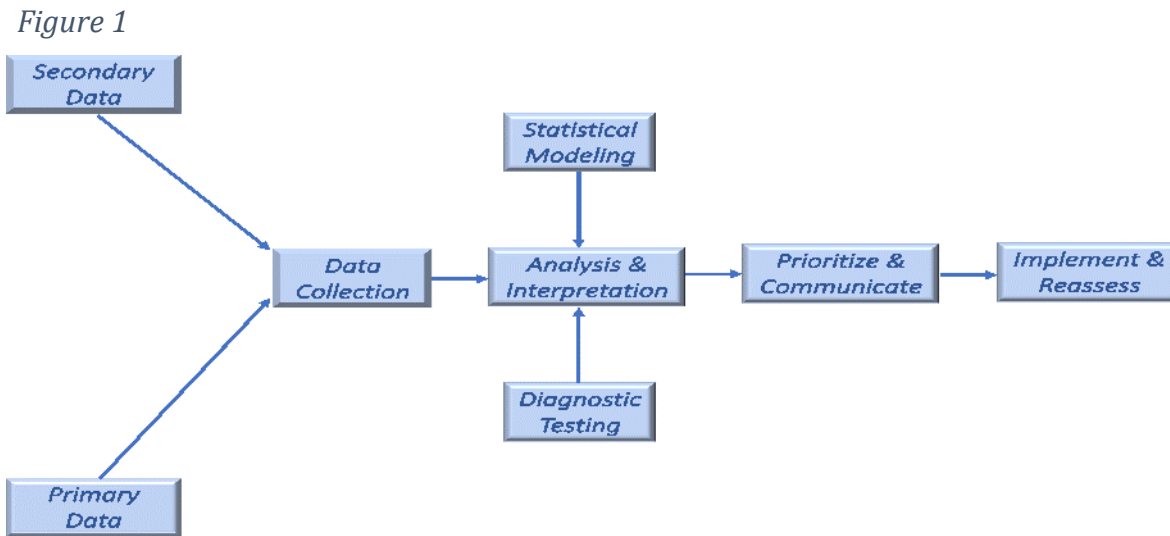 Figure 1
Secondary
Data
Statistical
Modeling
Data
Collection
Analysis &
Interpretation
Prioritize &
Communicate
Implement &
Reassess
Diagnostic
Testing
Primary
Data